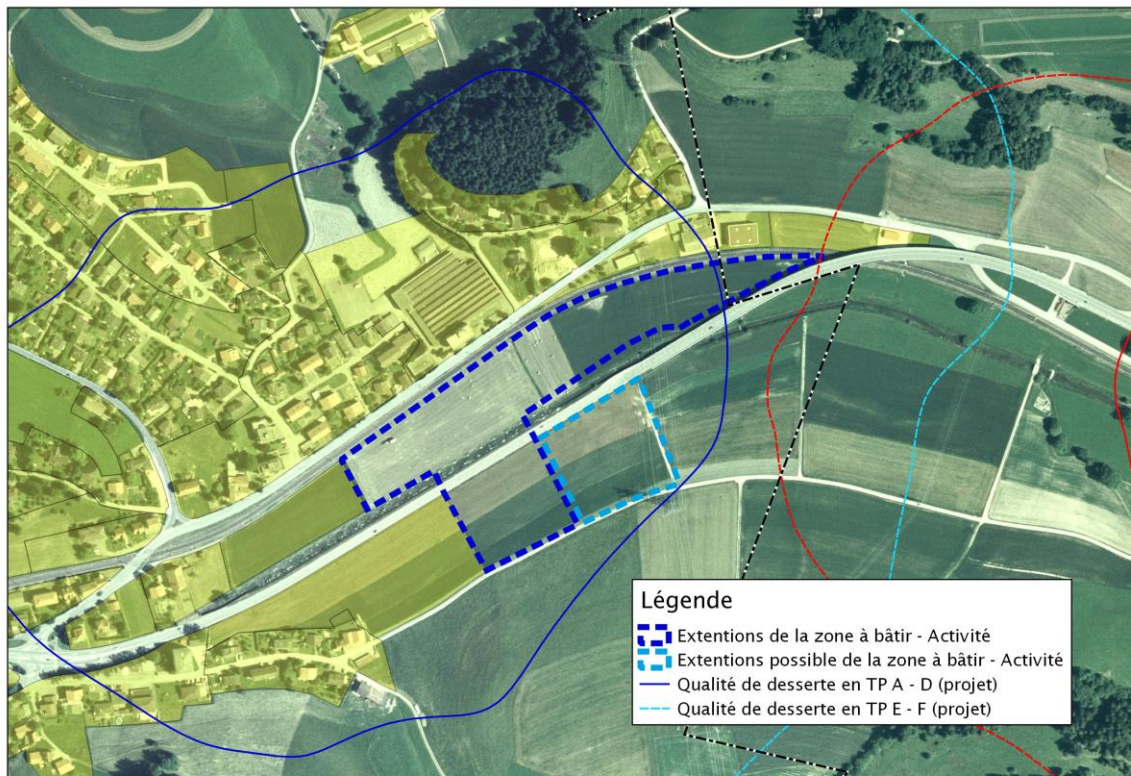 Légende
Extentions de la zone à bâtir - Activité
Extentions possible de la zone à bâtir - Activité
Qualité de desserte en TP A - D (projet)
Qualité de desserte en TP E - F (projet)